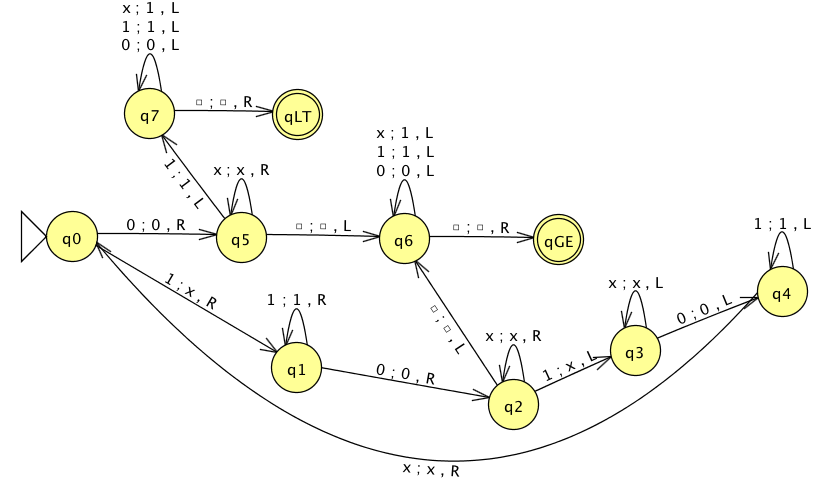 x ; 1 , L
1 ; 1 , L
0 ; 0 , L
q7
□ ; □ , R
qLT
1 ; 1 , L
x ; x , R
x ; 1 , L
1 ; 1 , L
0 ; 0 , L
q0
0 ; 0 , R
q5
□ ; □ , L
q6
□ ; □ , R
qGE
1 ; 1 , L
q4
1 ; x , R
1 ; 1 , R
q1
0 ; 0 , R
□ ; □ , L
x ; x , R
q2
1 ; x , L
x ; x , L
q3
0 ; 0 , L
x ; x , R